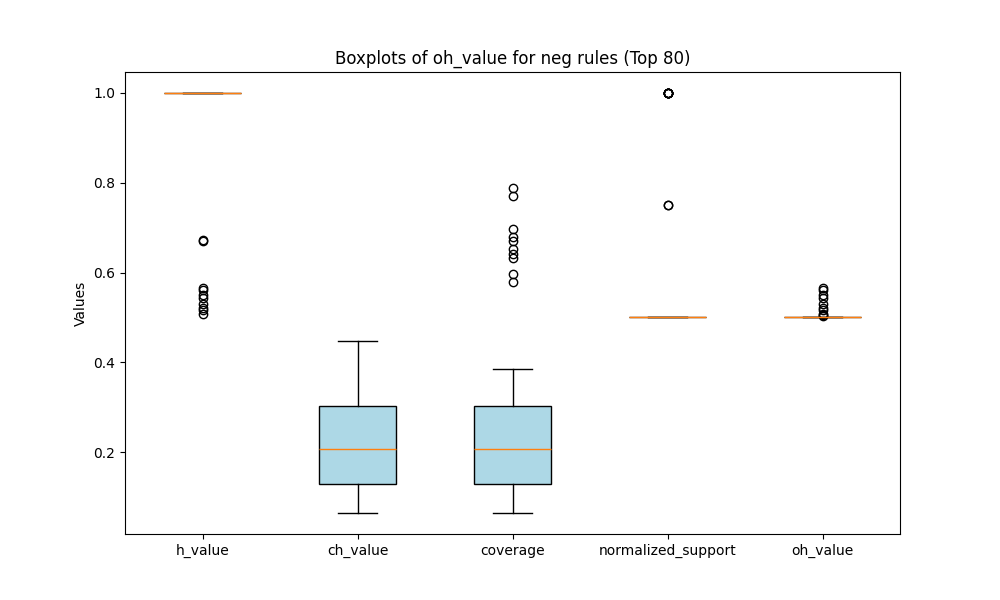 Boxplots of oh_value for neg rules (Top 80)
Values
1.0
0.8
0.6
0.4
0.2
h_value
ch_value
coverage
normalized_support
oh_value